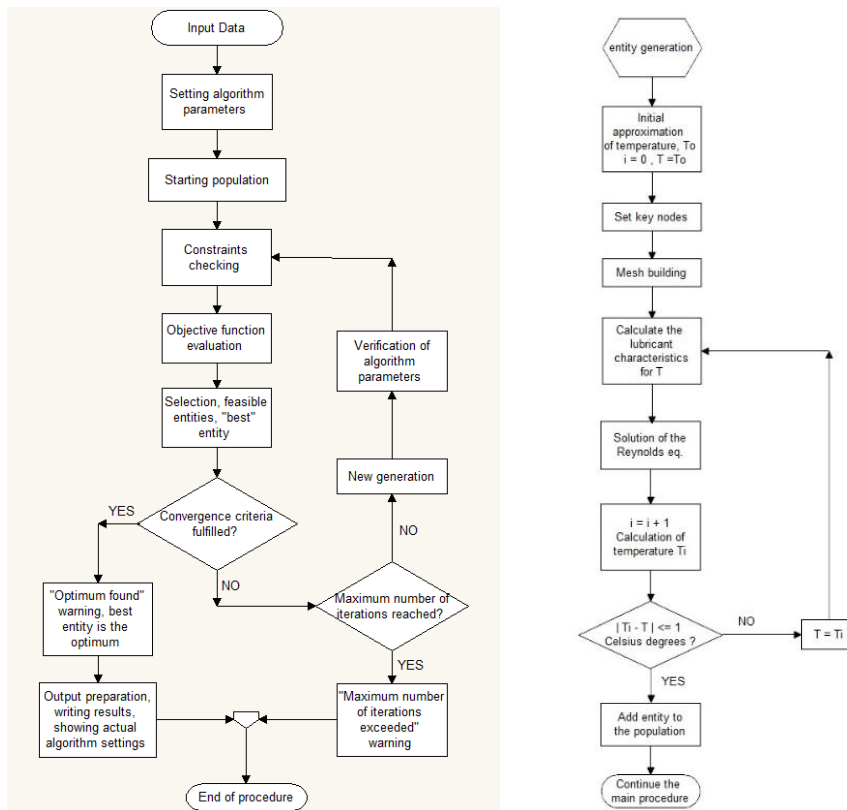 Input Data
Setting algorithm
parameters
Starting population
Constraints
checking
Objective function
evaluation
Selection, feasible
entities, "best"
entity
Convergence criteria
fulfilled?
YES
NO
"Optimum found"
warning, best
entity is the
optimum
Output preparation,
writing results,
showing actual
algorithm settings
Verification of
algorithm
parameters
New generation
NO
Maximum number of
iterations reached?
YES
"Maximum number
of iterations
exceeded" warning
End of procedure
entity generation
Initial
approximation
of temperature, To
i = 0 , T =To
Set key nodes
Mesh building
Calculate the
lubricant
characteristics
for T
Solution of the
Reynolds eq.
i = i + 1
Calculation of
temperature Ti
| Ti - T | <= 1
Celsius degrees ?
NO
T = Ti
YES
Add entity to
the population
Continue the
main procedure